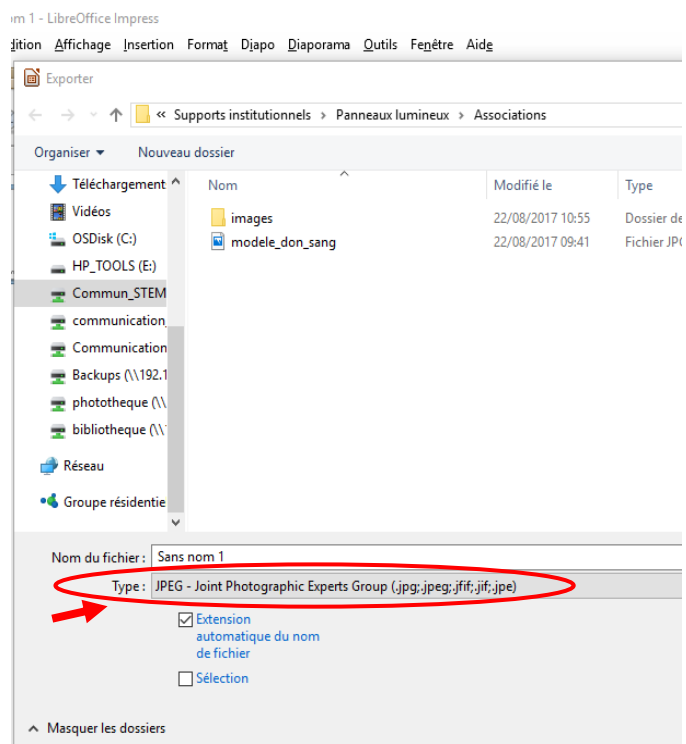 om 1 - LibreOffice Impress
dition Affichage Insertion Format Diapo Diaporama Outils Fenêtre Aide
Exporter
« Supports institutionnels > Panneaux lumineux > Associations
Organiser Nouveau dossier
Téléchargement
Vidéos
OSDisk (C:)
HP_TOOLS (E:)
Commun_STEM
communication_
Communication
Backups (\\192.1
phototheque (\\
bibliotheque (\\
Réseau
Groupe résidentie
Nom Modifié le Type
images 22/08/2017 10:55 Dossier de
modele_don_sang 22/08/2017 09:41 Fichier JPG
Nom du fichier : Sans nom 1
Type : JPEG - Joint Photographic Experts Group (.jpg;.jpeg;.jfif;.jif;.jpe)
Extension
automatique du nom
de fichier
Sélection
Masquer les dossiers